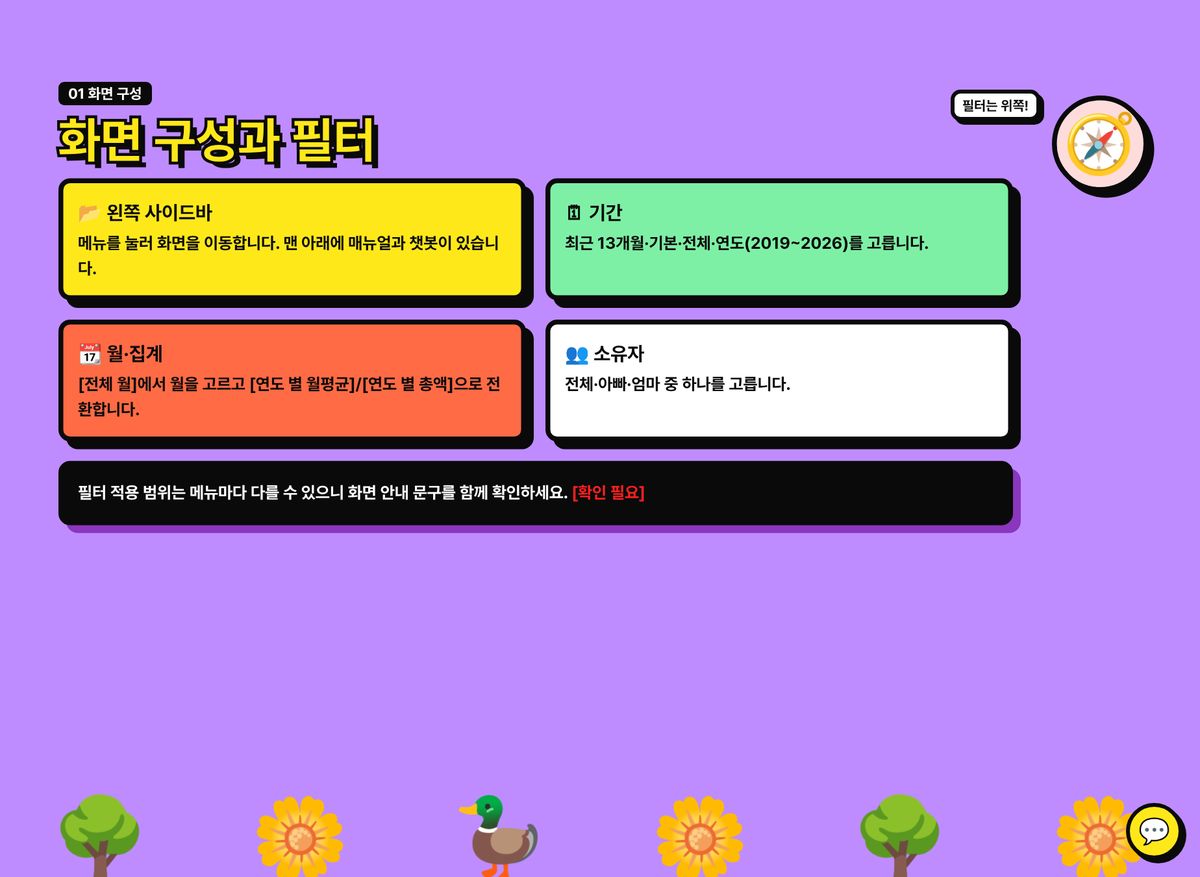 01 화면 구성
화면 구성과 필터
필터는 위쪽!
왼쪽 사이드바
메뉴를 눌러 화면을 이동합니다. 맨 아래에 매뉴얼과 챗봇이 있습니
다.
기간
최근 13개월·기본·전체·연도(2019~2026)를 고릅니다.
July
17
월·집계
[전체 월]에서 월을 고르고 [연도 별 월평균]/[연도 별 총액]으로 전
환합니다.
소유자
전체·아빠·엄마 중 하나를 고릅니다.
필터 적용 범위는 메뉴마다 다를 수 있으니 화면 안내 문구를 함께 확인하세요. [확인 필요]